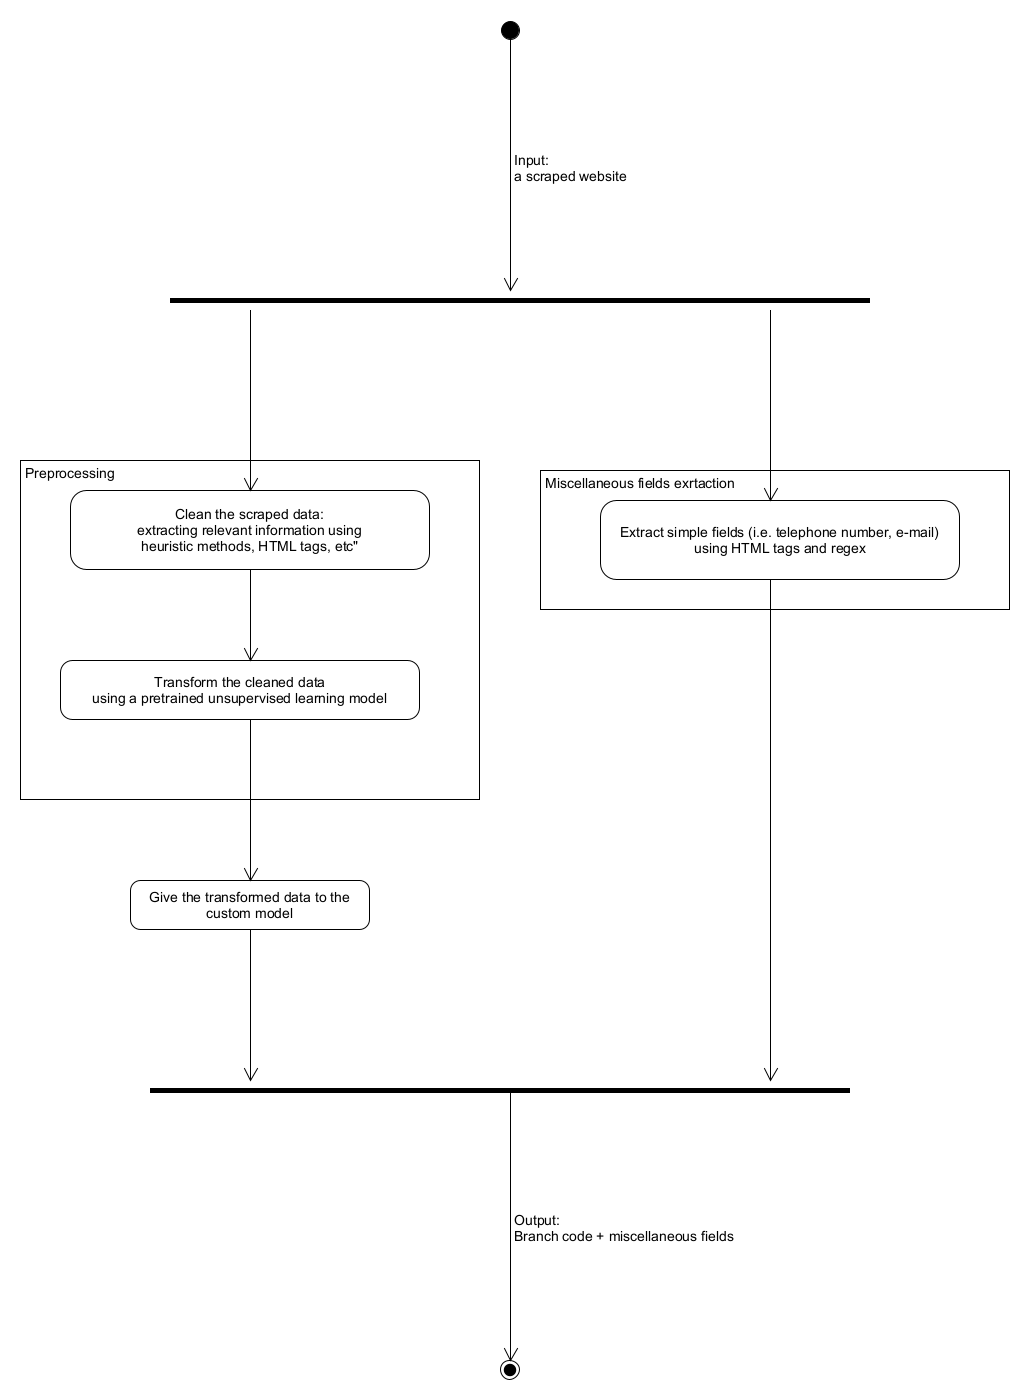 Input:
a scraped website
Preprocessing
Clean the scraped data:
extracting relevant information using
heuristic methods, HTML tags, etc"
Transform the cleaned data
using a pretrained unsupervised learning model
Give the transformed data to the
custom model
Miscellaneous fields exrtaction
Extract simple fields (i.e. telephone number, e-mail)
using HTML tags and regex
Output:
Branch code + miscellaneous fields